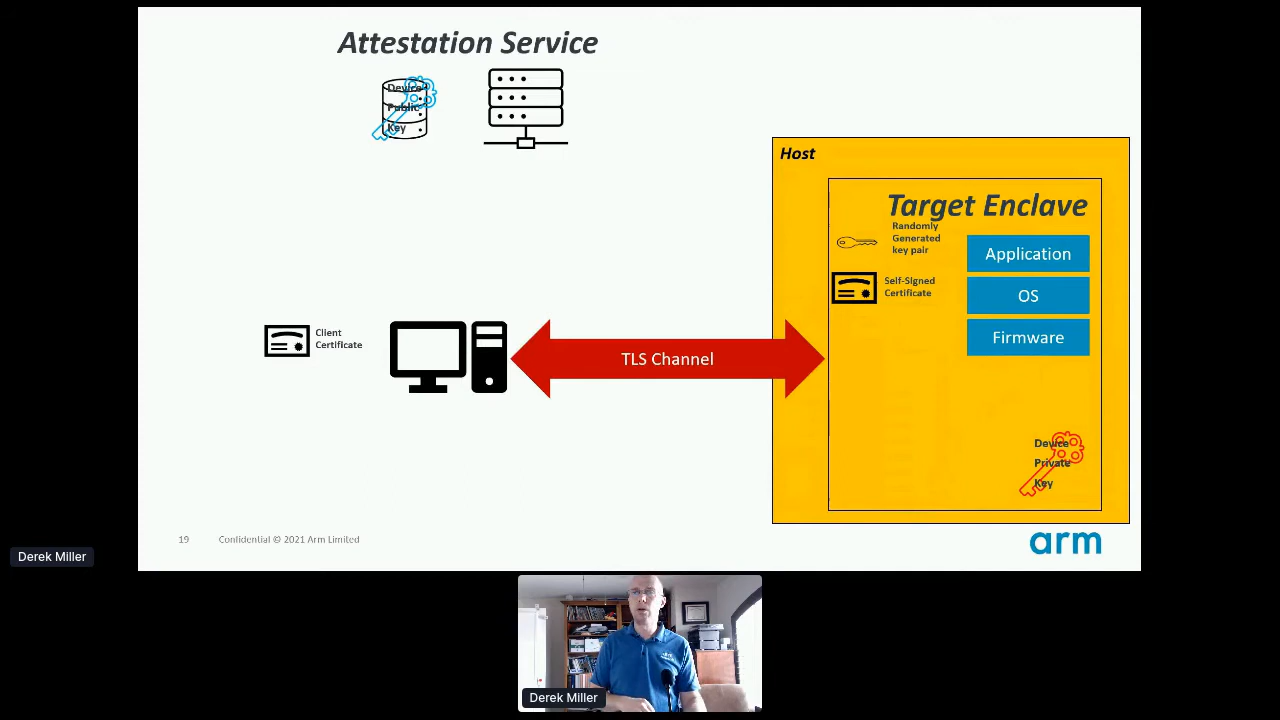 Attestation Service
Device
Public
Key
Host
Target Enclave
Randomly
Generated
key pair
Self-Signed
Certificate
Application
OS
Firmware
Client
Certificate
TLS Channel
Device
Private
Key
19 Confidential © 2021 Arm Limited
arm
Derek Miller
Derek Miller